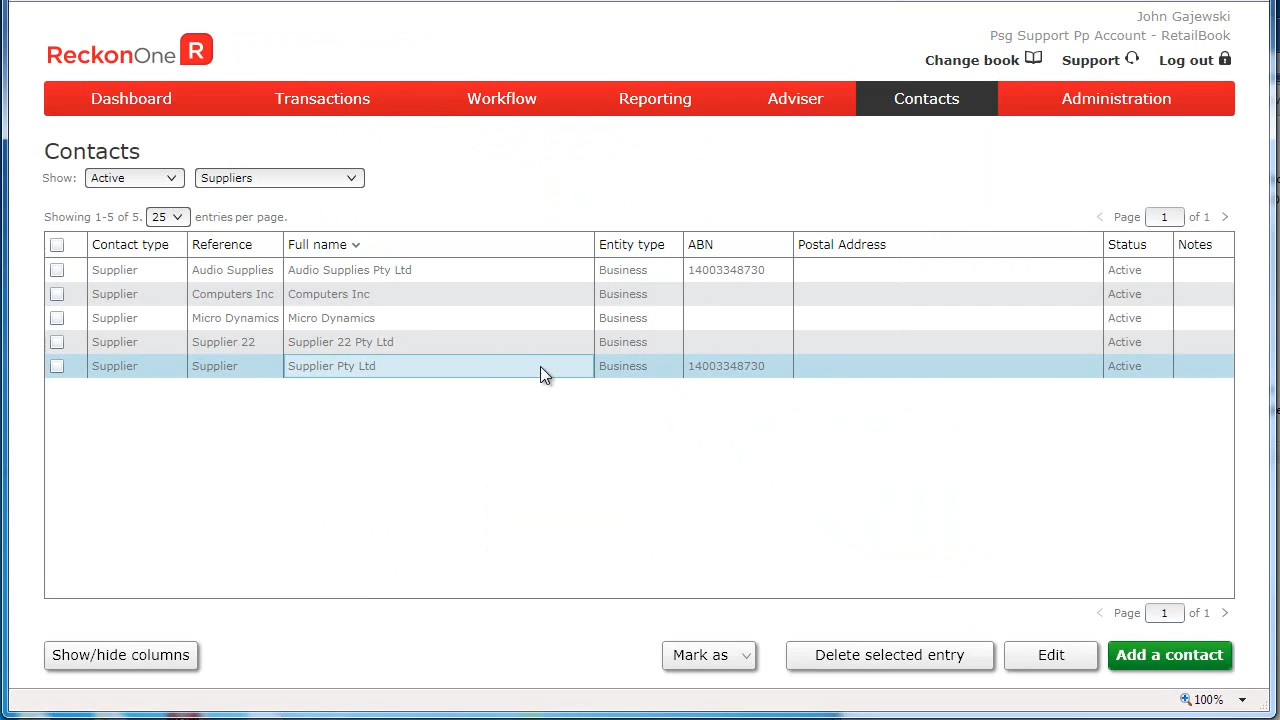 John Gajewski
Psg Support Pp Account - RetailBook
ReckonOne R
Change book Support Log out
Dashboard Transactions Workflow Reporting Adviser Contacts Administration
Contacts
Show: Active Suppliers
Showing 1-5 of 5. 25 entries per page. Page 1 of 1
Contact type Reference Full name Entity type ABN Postal Address Status Notes
Supplier Audio Supplies Audio Supplies Pty Ltd Business 14003348730 Active
Supplier Computers Inc Computers Inc Business Active
Supplier Micro Dynamics Micro Dynamics Business Active
Supplier Supplier 22 Supplier 22 Pty Ltd Business Active
Supplier Supplier Supplier Pty Ltd Business 14003348730 Active
Page 1 of 1
Show/hide columns Mark as Delete selected entry Edit Add a contact
100%